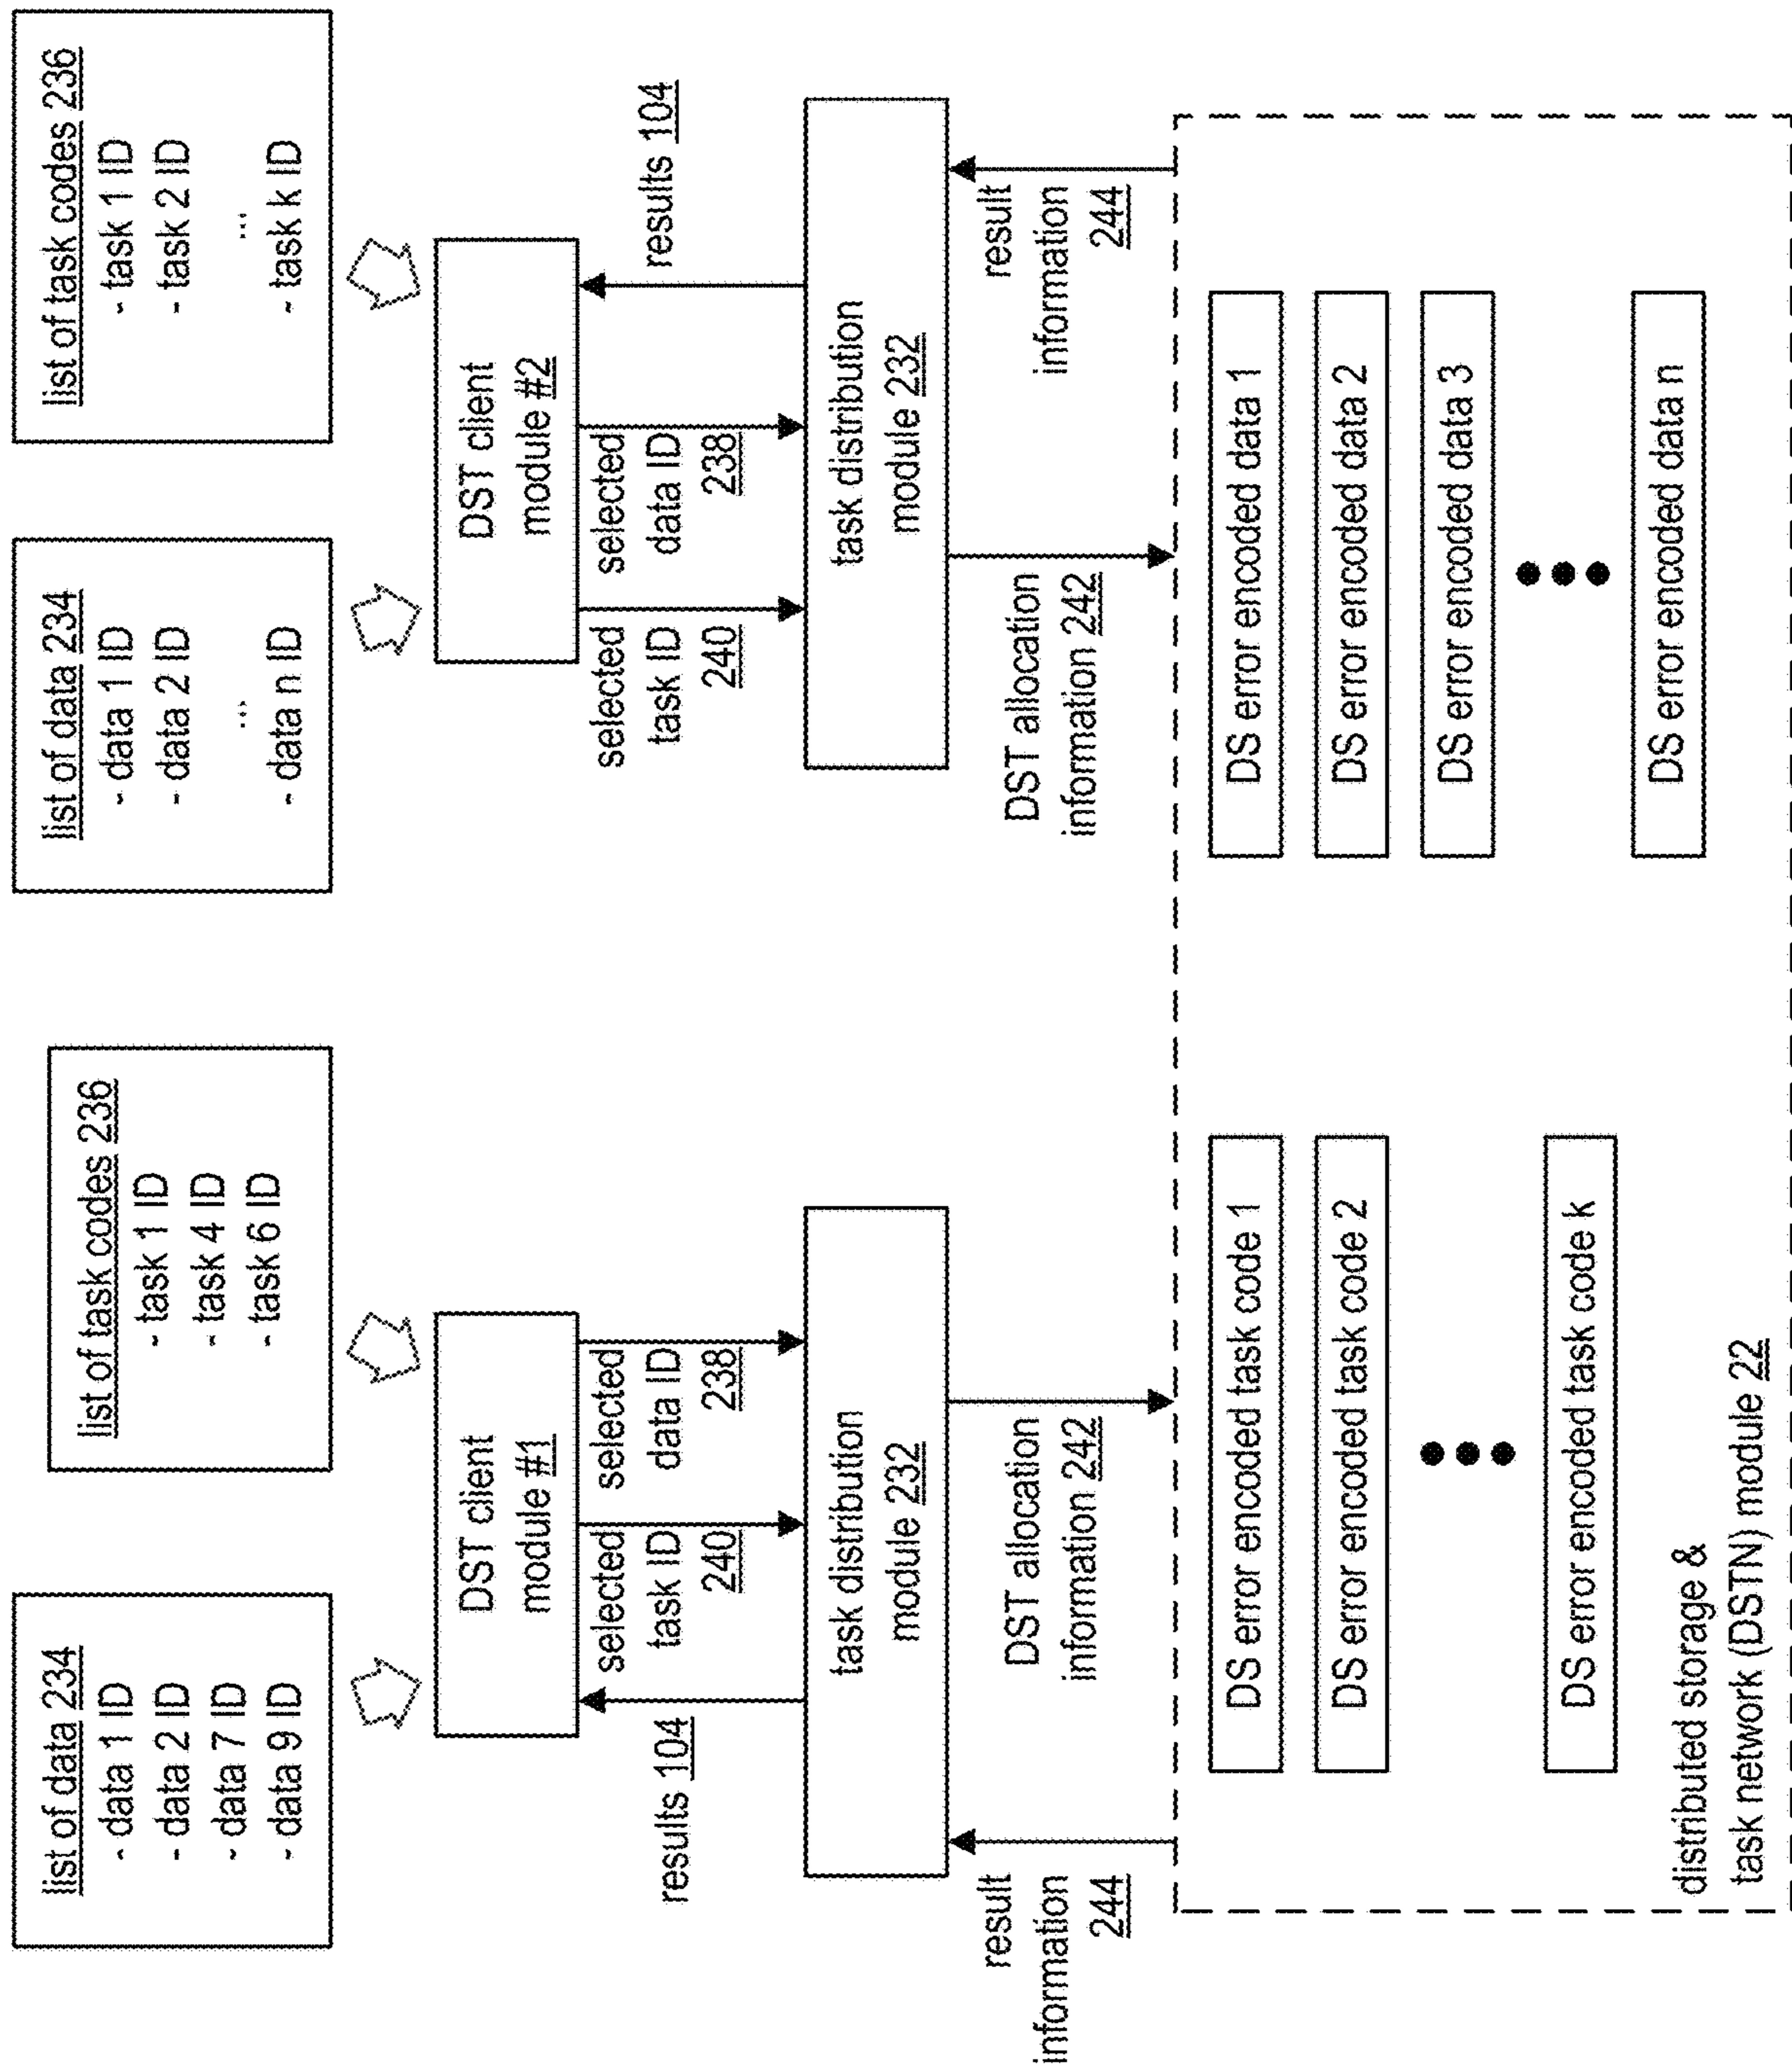 list of data 234
- data 1 ID
- data 2 ID
- data 7 ID
- data 9 ID
list of task codes 236
- task 1 ID
- task 4 ID
- task 6 ID
list of data 234
- data 1 ID
- data 2 ID
...
- data n ID
list of task codes 236
- task 1 ID
- task 2 ID
...
- task k ID
DST client
module #1
DST client
module #2
results 104
selected
task ID
240
selected
data ID
238
selected
task ID
240
selected
data ID
238
results 104
task distribution
module 232
task distribution
module 232
result
information
244
DST allocation
information 242
DST allocation
information 242
result
information
244
DS error encoded task code 1
DS error encoded task code 2
DS error encoded task code k
DS error encoded data 1
DS error encoded data 2
DS error encoded data 3
DS error encoded data n
distributed storage &
task network (DSTN) module 22